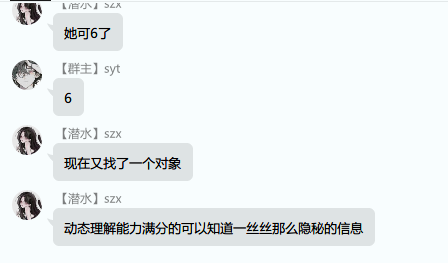 【潜水】szx
她可6了
【群主】syt
6
【潜水】szx
现在又找了一个对象
【潜水】szx
动态理解能力满分的可以知道一丝丝那么隐秘的信息